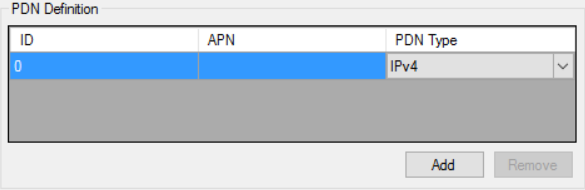 PDN Definition
ID APN PDN Type
0 IPv4
Add Remove